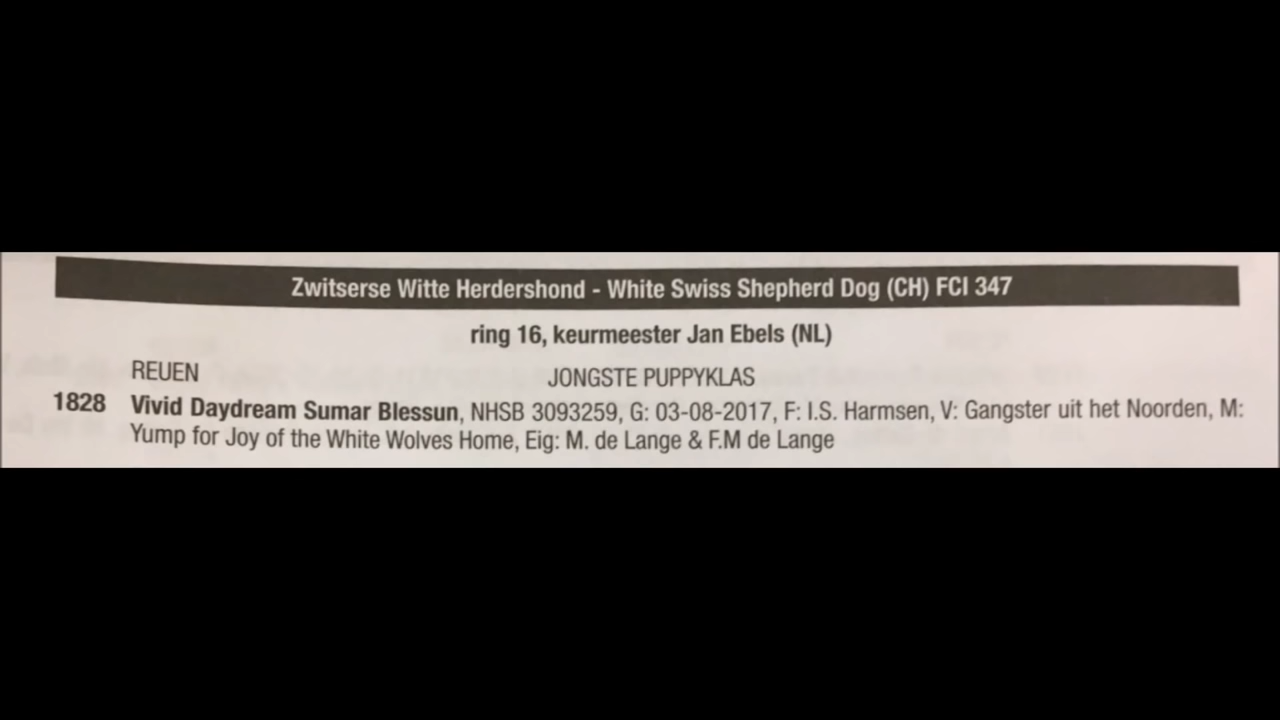 Zwitserse Witte Herdershond - White Swiss Shepherd Dog (CH) FCI 347
ring 16, keurmeester Jan Ebels (NL)
REUEN JONGSTE PUPPYKLAS
1828 Vivid Daydream Sumar Blessun, NHSB 3093259, G: 03-08-2017, F: I.S. Harmsen, V: Gangster uit het Noorden, M:
Yump for Joy of the White Wolves Home, Eig: M. de Lange & F.M de Lange